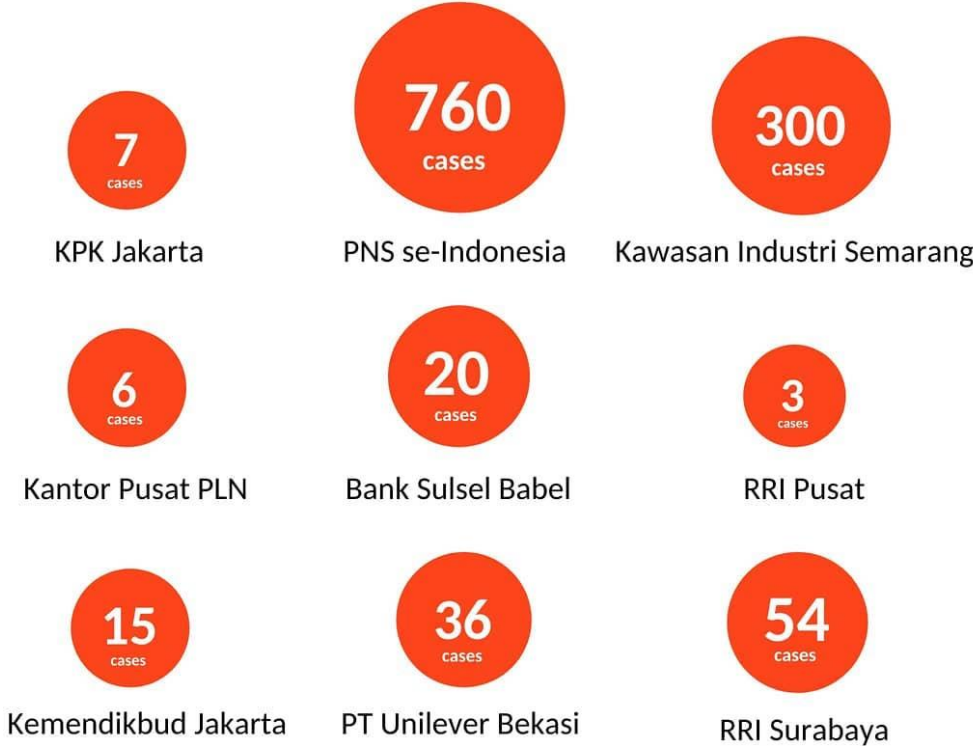 7
cases
KPK Jakarta
760
cases
PNS se-Indonesia
300
cases
Kawasan Industri Semarang
6
cases
Kantor Pusat PLN
20
cases
Bank Sulsel Babel
3
cases
RRI Pusat
15
cases
Kemendikbud Jakarta
36
cases
PT Unilever Bekasi
54
cases
RRI Surabaya